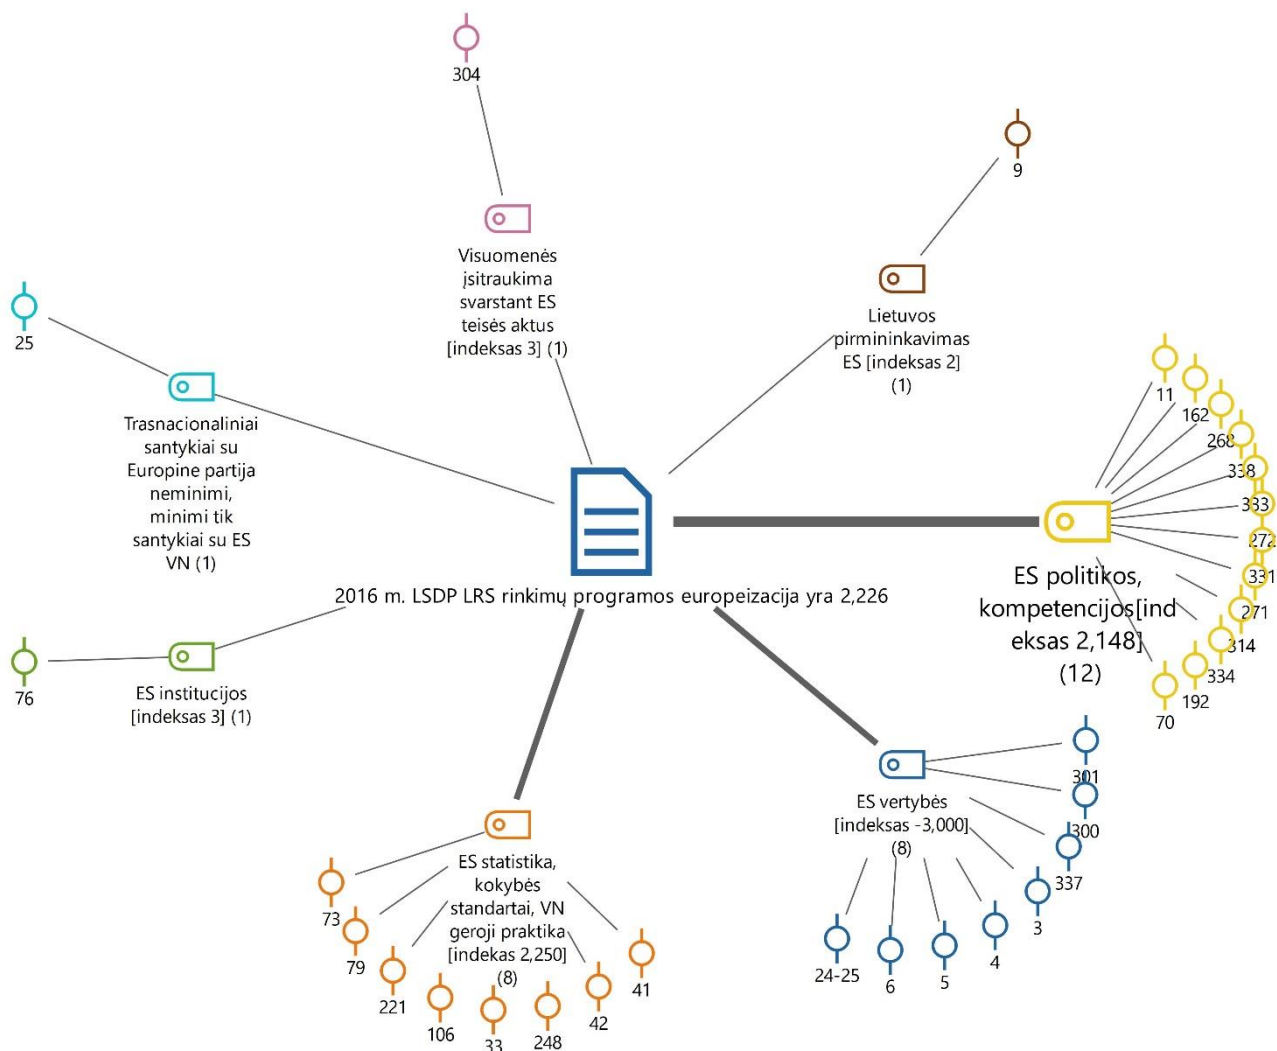 304
9
Visuomenės
įsitraukima
svarstant ES
teisės aktus
[indeksas 3] (1)
Lietuvos
pirmininkavimas
ES [indeksas 2]
(1)
25
Trasnacionaliniai
santykiai su
Europine partija
neminimi,
minimi tik
santykiai su ES
VN (1)
11
162
268
338
333
272
331
271
314
334
192
70
ES politikos,
kompetencijos[ind
eksas 2,148]
(12)
2016 m. LSDP LRS rinkimų programos europeizacija yra 2,226
76
ES institucijos
[indeksas 3] (1)
ES vertybės
[indeksas -3,000]
(8)
301
300
337
3
4
5
6
24-25
ES statistika,
kokybės
standartai, VN
geroji praktika
[indekas 2,250]
(8)
73
79
221
106
33
248
42
41